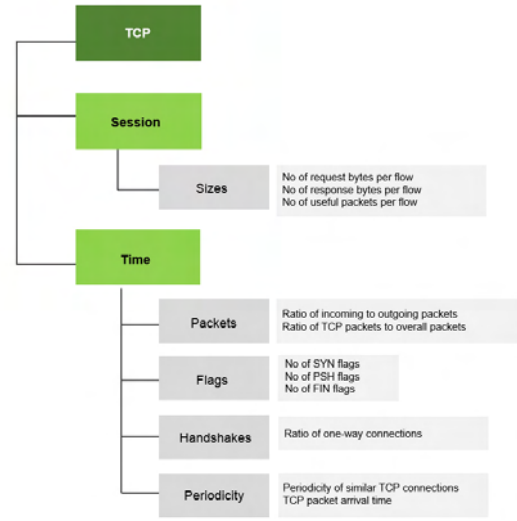 TCP
Session
Sizes
No of request bytes per flow
No of response bytes per flow
No of useful packets per flow
Time
Packets
Ratio of incoming to outgoing packets
Ratio of TCP packets to overall packets
Flags
No of SYN flags
No of PSH flags
No of FIN flags
Handshakes
Ratio of one-way connections
Periodicity
Periodicity of similar TCP connections
TCP packet arrival time